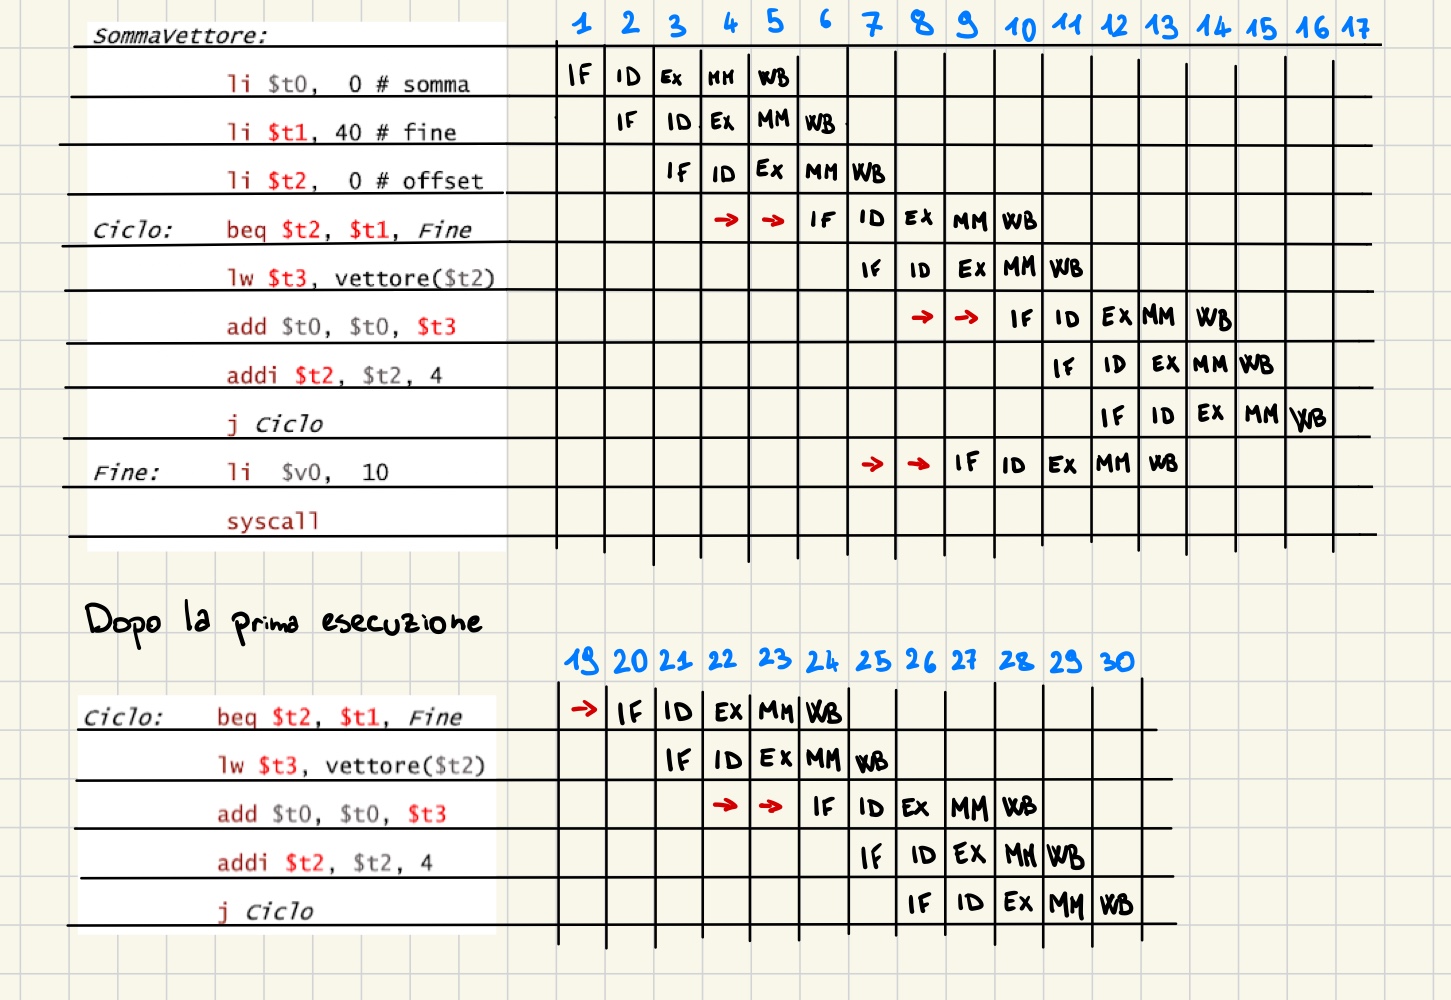 SommaVettore: 1 2 3 4 5 6 7 8 9 10 11 12 13 14 15 16 17
li $t0, 0 # somma IF ID EX MM WB
li $t1, 40 # fine IF ID EX MM WB
li $t2, 0 # offset IF ID EX MM WB
Ciclo: beq $t2, $t1, Fine → → IF ID EX MM WB
lw $t3, vettore($t2) IF ID EX MM WB
add $t0, $t0, $t3 → → IF ID EX MM WB
addi $t2, $t2, 4 IF ID EX MM WB
j Ciclo IF ID EX MM WB
Fine: li $v0, 10 → → IF ID EX MM WB
syscall
Dopo la prima esecuzione
19 20 21 22 23 24 25 26 27 28 29 30
Ciclo: beq $t2, $t1, Fine → IF ID EX MM WB
lw $t3, vettore($t2) IF ID EX MM WB
add $t0, $t0, $t3 → → IF ID EX MM WB
addi $t2, $t2, 4 IF ID EX MM WB
j Ciclo IF ID EX MM WB